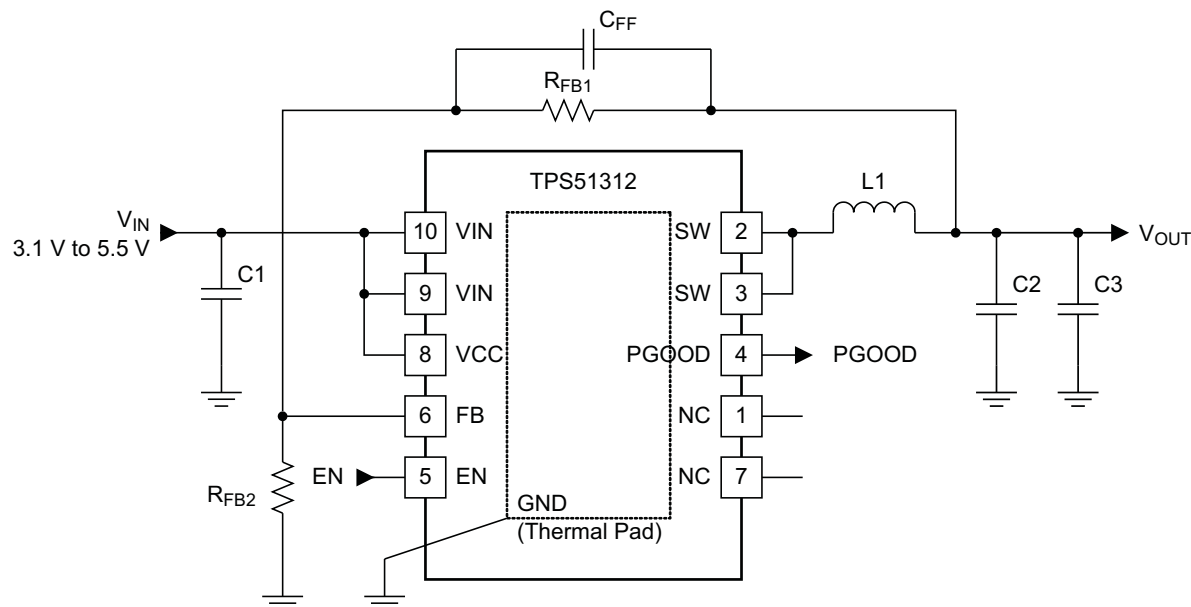 CFF
RFB1
TPS51312
VIN
3.1 V to 5.5 V
C1
10 VIN
9 VIN
8 VCC
6 FB
EN 5 EN
RFB2
SW 2
SW 3
PGOOD 4 PGOOD
NC 1
NC 7
L1
VOUT
C2
C3
GND
(Thermal Pad)